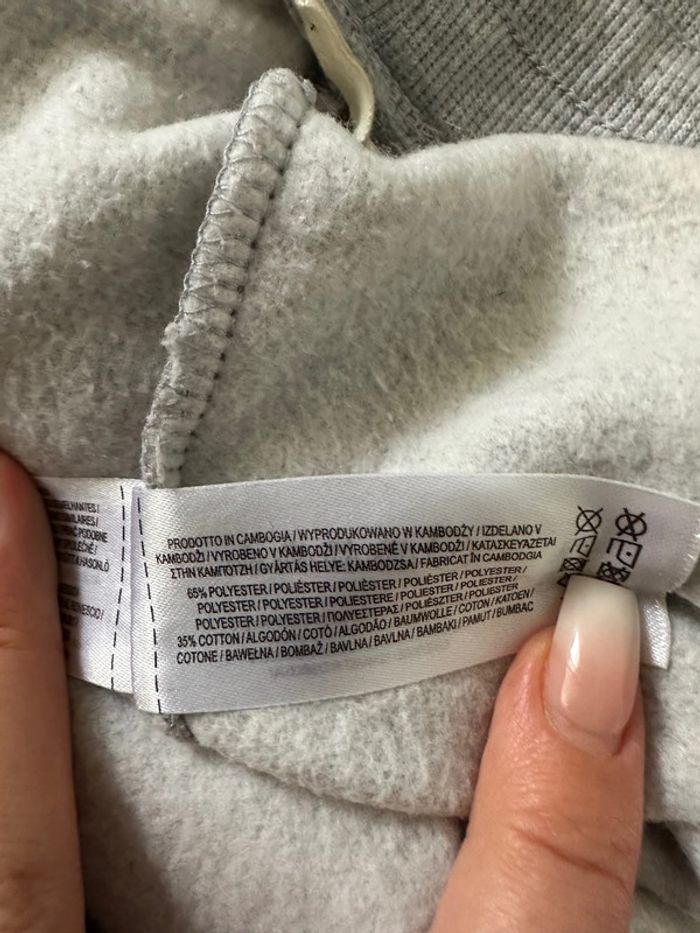 PRODOTTO IN CAMBOGIA / WYPRODUKOWANO W KAMBODŻY / IZDELANO V
KAMBODŽI / VYROBENO V KAMBODŽI / VYROBENÉ V KAMBODŽI / ΚΑΤΑΣΚΕΥΑΖΕΤΑΙ
ΣΤΗΝ ΚΑΜΠΟΤΖΗ / GYÁRTÁS HELYE: KAMBODZSA / FABRICAT ÎN CAMBODGIA
65% POLYESTER / POLIÉSTER / POLIÈSTER / POLIÉSTER / POLYESTER /
POLYESTER / POLYESTER / POLIESTERE / POLIESTER / POLIESTER /
POLYESTER / POLYESTER / ΠΟΛΥΕΣΤΕΡΑΣ / POLIÉSZTER / POLIESTER
35% COTTON / ALGODÓN / COTÓ / ALGODÃO / BAUMWOLLE / COTON / KATOEN /
COTONE / BAWEŁNA / BOMBAŽ / BAVLNA / BAVLNA / ΒΑΜΒΑΚΙ / PAMUT / BUMBAC